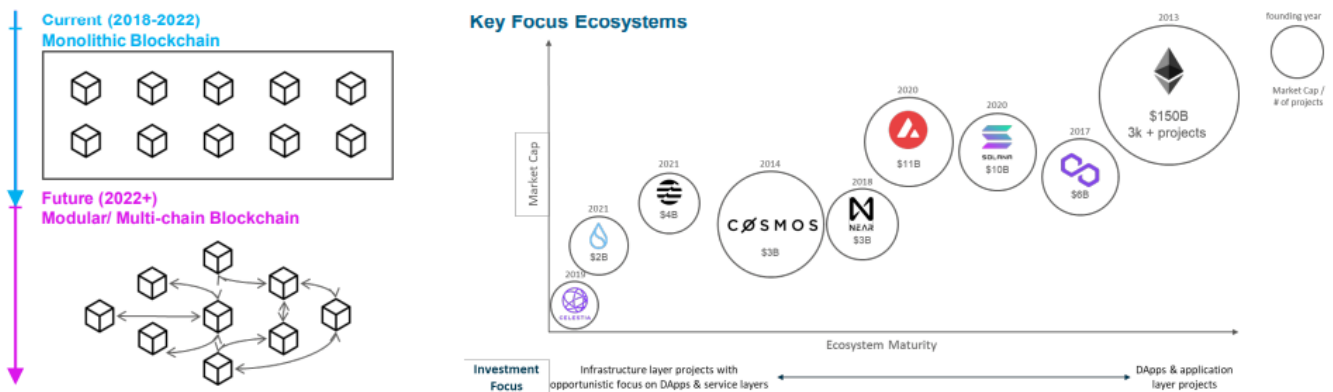 Current (2018-2022)
Monolithic Blockchain
Future (2022+)
Modular/ Multi-chain Blockchain
Key Focus Ecosystems
Market Cap
2019
CELESTIA
2021
$2B
2021
$4B
2014
COSMOS
$3B
2018
NEAR
$3B
2020
$11B
2020
SOLANA
$10B
2017
$6B
2013
$150B
3k + projects
founding year
Market Cap /
# of projects
Ecosystem Maturity
Investment
Focus
Infrastructure layer projects with
opportunistic focus on DApps & service layers
DApps & application
layer projects